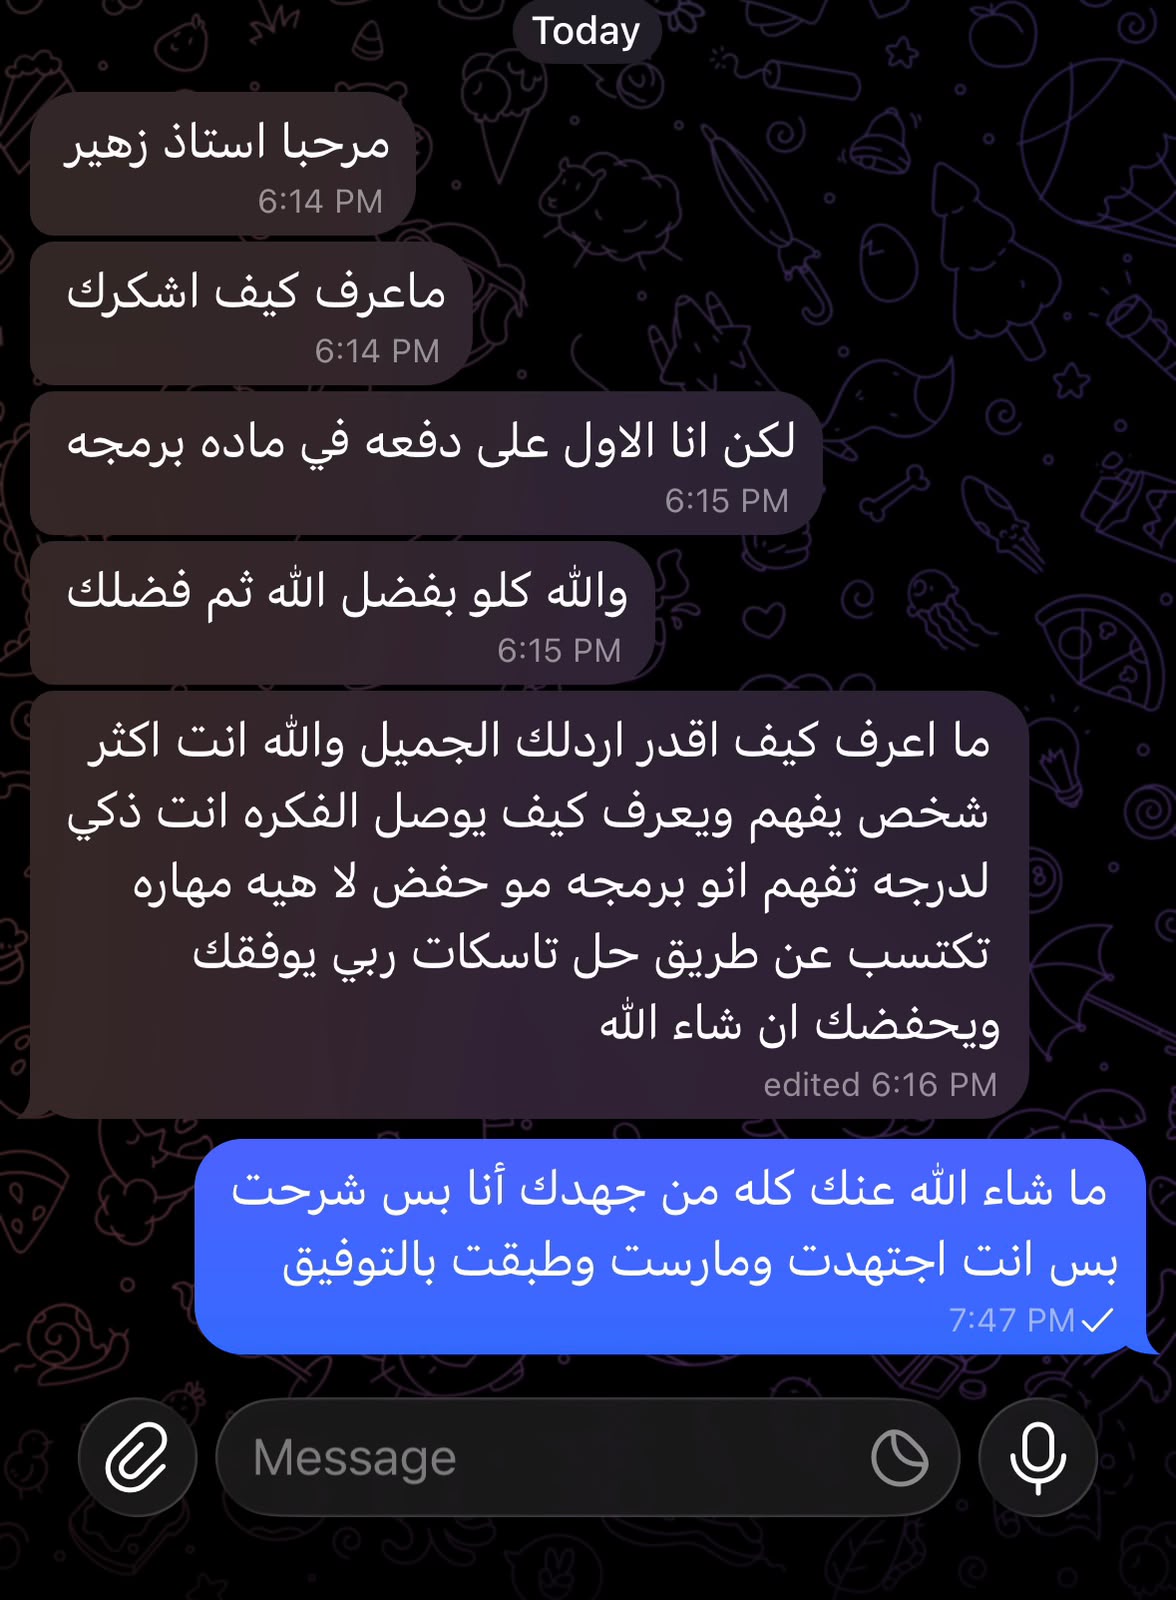 Today
مرحبا استاذ زهير
6:14 PM
ماعرف كيف اشكرك
6:14 PM
لكن انا الاول على دفعه في ماده برمجه
6:15 PM
والله كلو بفضل الله ثم فضلك
6:15 PM
ما اعرف كيف اقدر اردلك الجميل والله انت اكثر
شخص يفهم ويعرف كيف يوصل الفكره انت ذكي
لدرجه تفهم انو برمجه مو حفض لا هيه مهاره
تكتسب عن طريق حل تاسكات ربي يوفقك
ويحفضك ان شاء الله
edited 6:16 PM
ما شاء الله عنك كله من جهدك أنا بس شرحت
بس انت اجتهدت ومارست وطبقت بالتوفيق
7:47 PM
Message